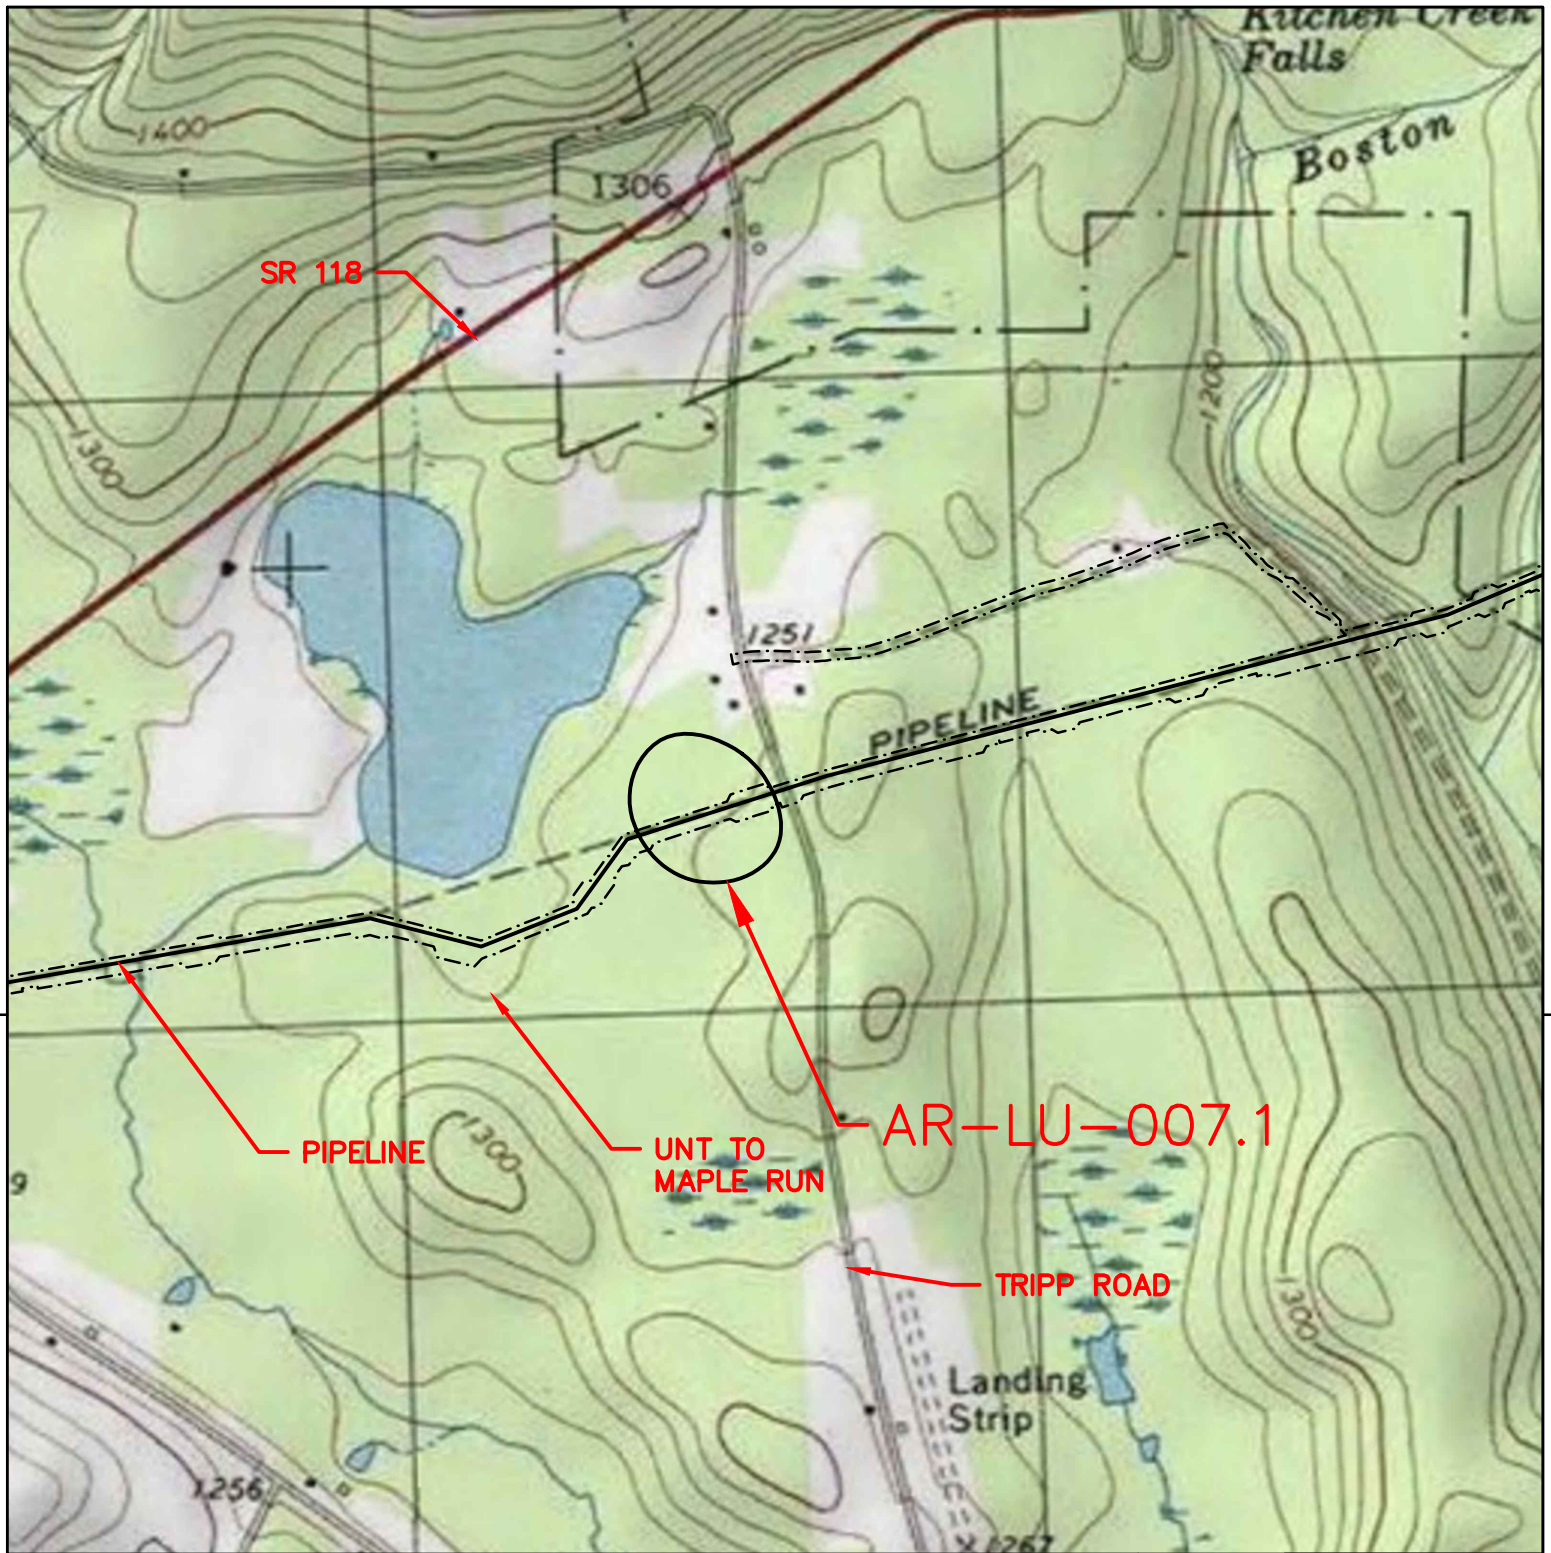 Kitchen Creek
Falls
1400
Boston
1306
SR 118
1200
1300
1251
PIPELINE
AR-LU-007.1
1300
PIPELINE
UNT TO
MAPLE RUN
9
TRIPP ROAD
1300
Landing
Strip
1256
X 1267